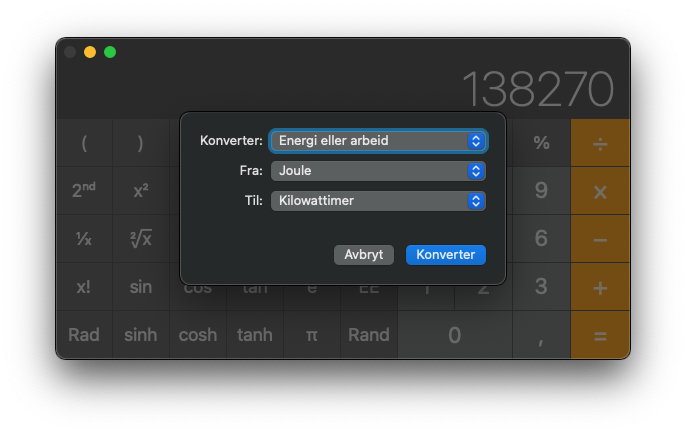 138270
Konverter: Energi eller arbeid
( ) % ÷
Fra: Joule
2ⁿᵈ x² 9 ×
Til: Kilowattimer
¹⁄ₓ ²√x 6 −
Avbryt Konverter
x! sin cos tan e EE 1 2 3 +
Rad sinh cosh tanh π Rand 0 , =